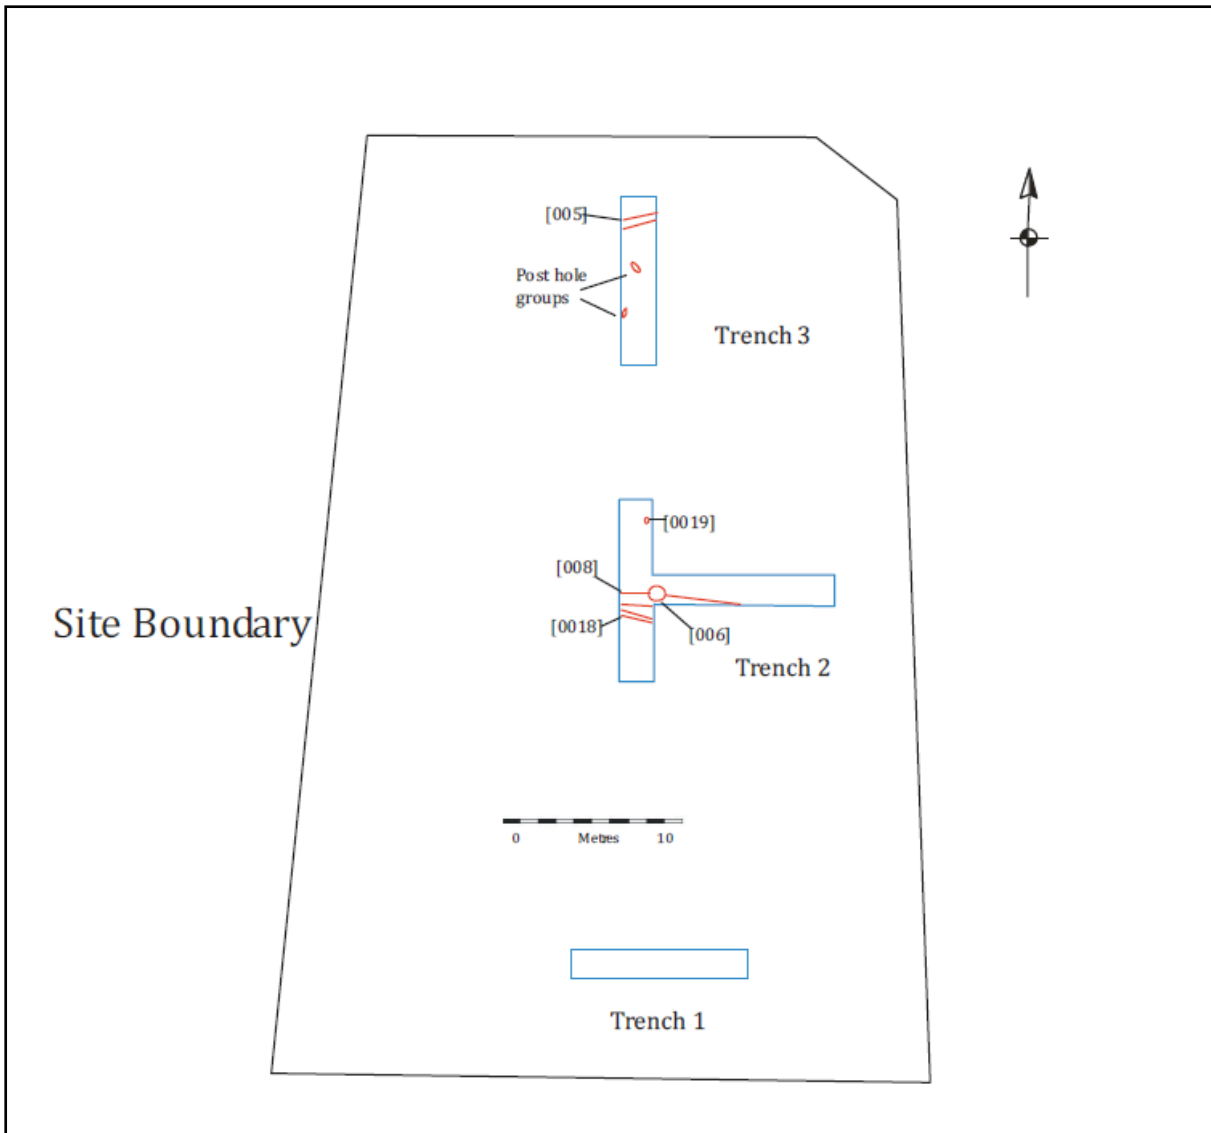 [005]
Post hole
groups
Trench 3
[0019]
[008]
Site Boundary
[0018]
[006]
Trench 2
0 Metres 10
Trench 1